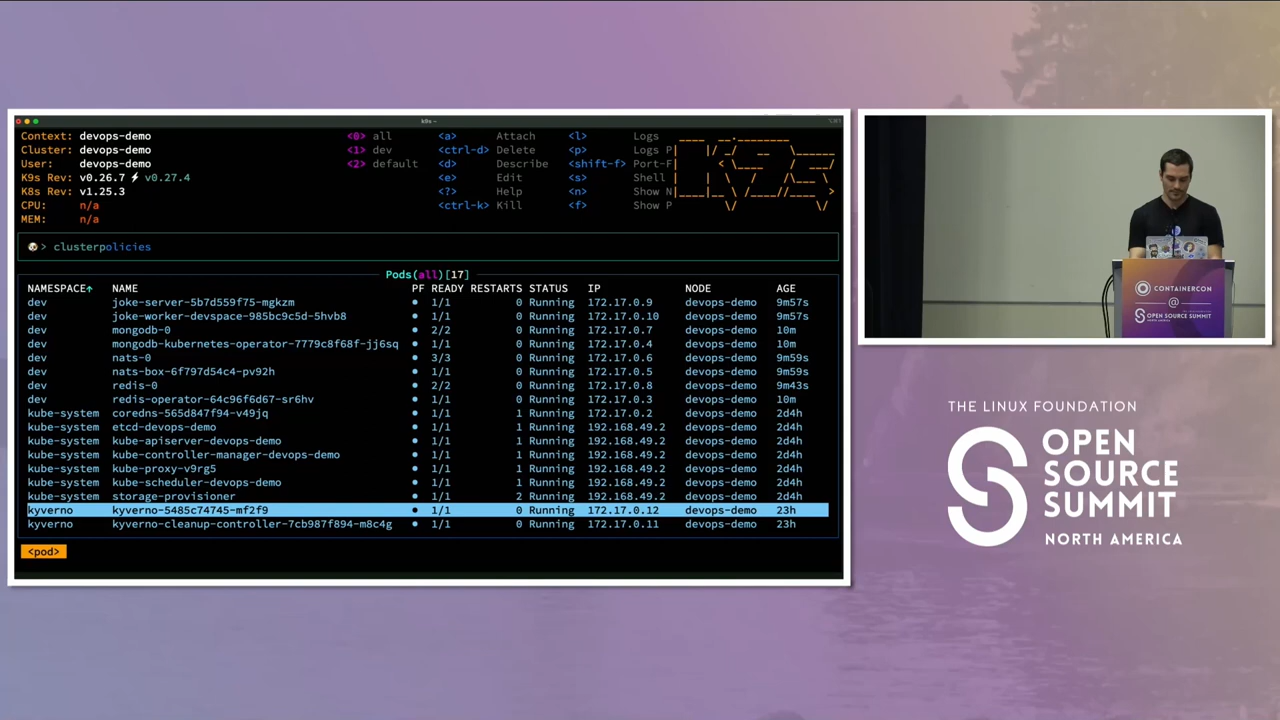 k9s ~
Context: devops-demo <0> all <a> Attach <l> Logs
Cluster: devops-demo <1> dev <ctrl-d> Delete <p> Logs P
User: devops-demo <2> default <d> Describe <shift-f> Port-F
K9s Rev: v0.26.7 ⚡ v0.27.4 <e> Edit <s> Shell
K8s Rev: v1.25.3 <?> Help <n> Show N
CPU: n/a <ctrl-k> Kill <f> Show P
MEM: n/a
🐶> clusterpolicies
Pods(all)[17]
NAMESPACE↑ NAME PF READY RESTARTS STATUS IP NODE AGE
dev joke-server-5b7d559f75-mgkzm ● 1/1 0 Running 172.17.0.9 devops-demo 9m57s
dev joke-worker-devspace-985bc9c5d-5hvb8 ● 1/1 0 Running 172.17.0.10 devops-demo 9m57s
dev mongodb-0 ● 2/2 0 Running 172.17.0.7 devops-demo 10m
dev mongodb-kubernetes-operator-7779c8f68f-jj6sq ● 1/1 0 Running 172.17.0.4 devops-demo 10m
dev nats-0 ● 3/3 0 Running 172.17.0.6 devops-demo 9m59s
dev nats-box-6f797d54c4-pv92h ● 1/1 0 Running 172.17.0.5 devops-demo 9m59s
dev redis-0 ● 2/2 0 Running 172.17.0.8 devops-demo 9m43s
dev redis-operator-64c96f6d67-sr6hv ● 1/1 0 Running 172.17.0.3 devops-demo 10m
kube-system coredns-565d847f94-v49jq ● 1/1 1 Running 172.17.0.2 devops-demo 2d4h
kube-system etcd-devops-demo ● 1/1 1 Running 192.168.49.2 devops-demo 2d4h
kube-system kube-apiserver-devops-demo ● 1/1 1 Running 192.168.49.2 devops-demo 2d4h
kube-system kube-controller-manager-devops-demo ● 1/1 1 Running 192.168.49.2 devops-demo 2d4h
kube-system kube-proxy-v9rg5 ● 1/1 1 Running 192.168.49.2 devops-demo 2d4h
kube-system kube-scheduler-devops-demo ● 1/1 1 Running 192.168.49.2 devops-demo 2d4h
kube-system storage-provisioner ● 1/1 2 Running 192.168.49.2 devops-demo 2d4h
kyverno kyverno-5485c74745-mf2f9 ● 1/1 0 Running 172.17.0.12 devops-demo 23h
kyverno kyverno-cleanup-controller-7cb987f894-m8c4g ● 1/1 0 Running 172.17.0.11 devops-demo 23h
<pod>
CONTAINERCON
@
OPEN SOURCE SUMMIT
NORTH AMERICA
THE LINUX FOUNDATION
OPEN
SOURCE
SUMMIT
NORTH AMERICA